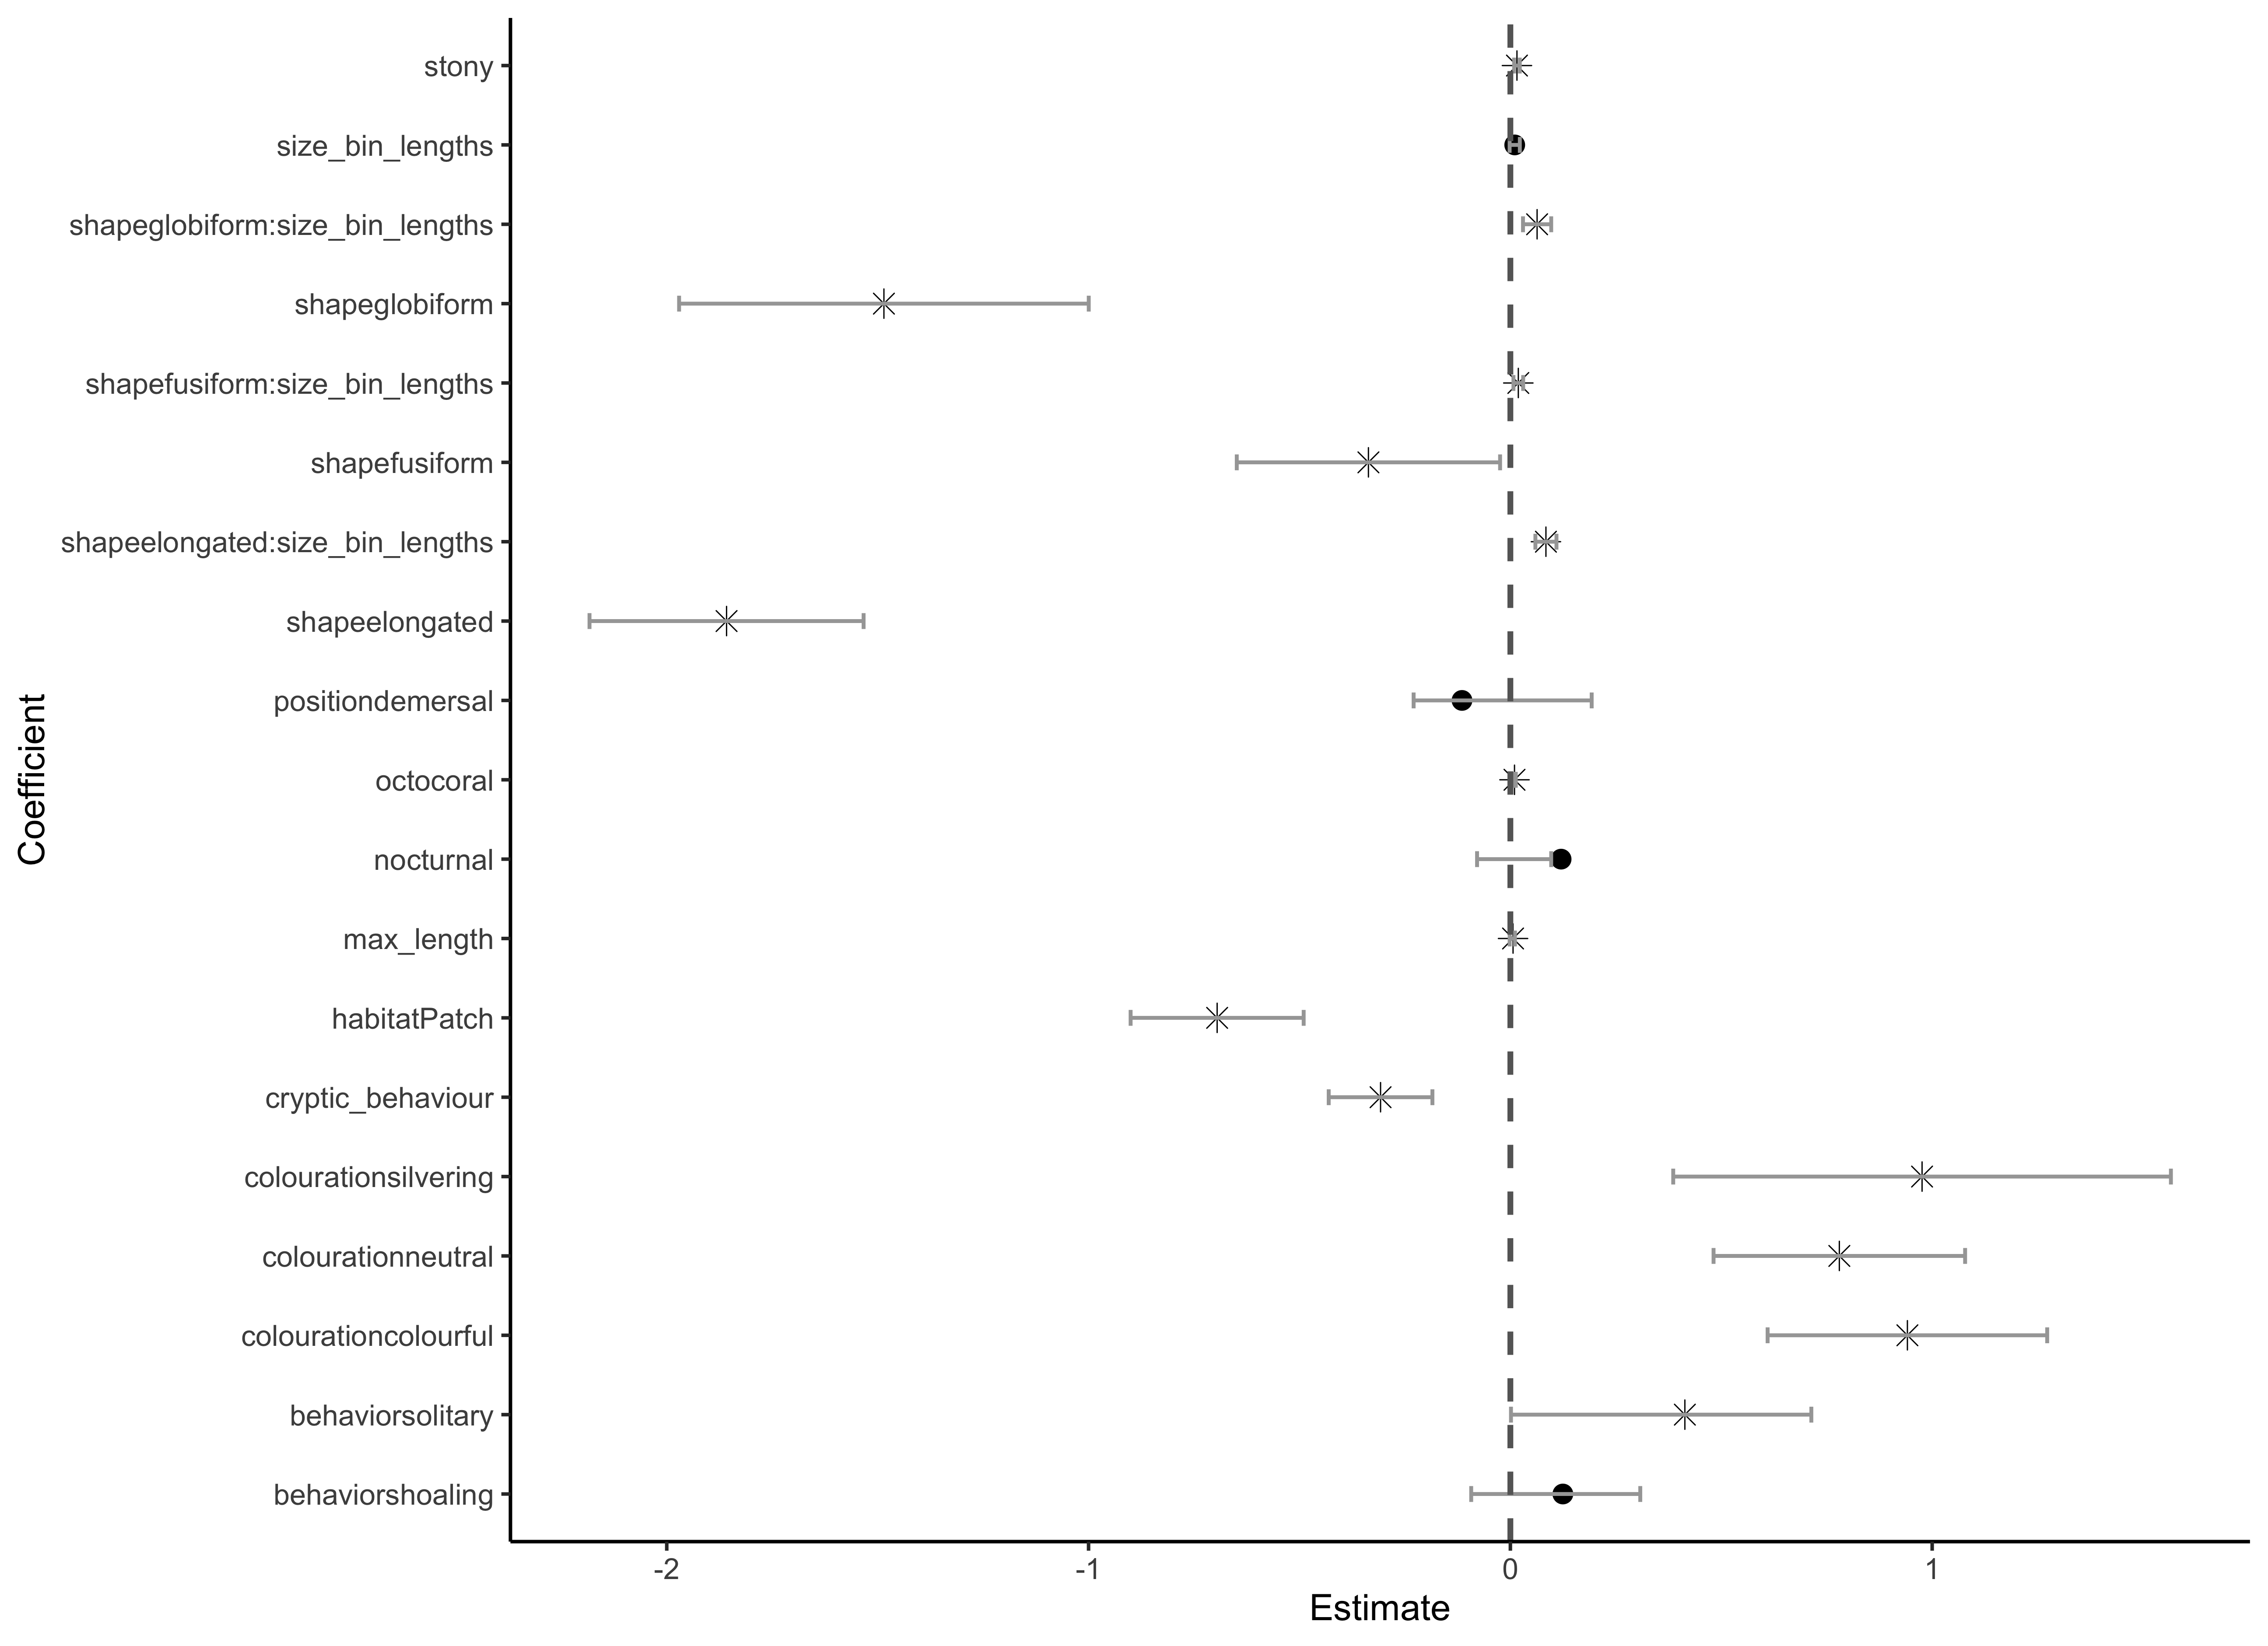 stony
size_bin_lengths
shapeglobiform:size_bin_lengths
shapeglobiform
shapefusiform:size_bin_lengths
shapefusiform
shapeelongated:size_bin_lengths
shapeelongated
positiondemersal
octocoral
nocturnal
max_length
habitatPatch
cryptic_behaviour
colourationsilvering
colourationneutral
colourationcolourful
behaviorsolitary
behaviorshoaling
Coefficient
-2 -1 0 1
Estimate